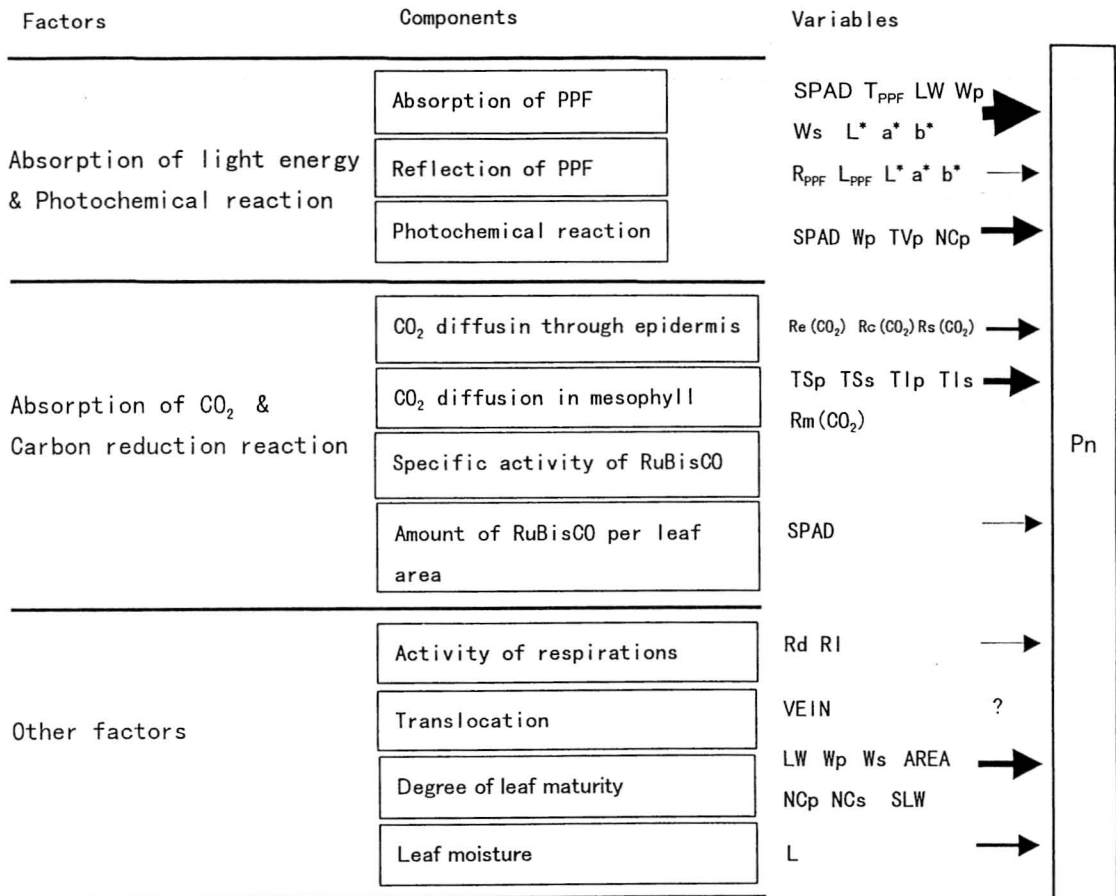 Factors Components Variables
Absorption of PPF
SPAD T_PPF LW Wp
Ws L* a* b*
Absorption of light energy
& Photochemical reaction
Reflection of PPF
R_PPF L_PPF L* a* b*
Photochemical reaction
SPAD Wp TVp NCp
CO₂ diffusin through epidermis
Re(CO₂) Rc(CO₂) Rs(CO₂)
Absorption of CO₂ &
Carbon reduction reaction
CO₂ diffusion in mesophyll
TSp TSs TIp TIs
Rm(CO₂)
Specific activity of RuBisCO
Amount of RuBisCO per leaf
area
SPAD
Pn
Other factors
Activity of respirations
Rd RI
Translocation
VEIN ?
Degree of leaf maturity
LW Wp Ws AREA
NCp NCs SLW
Leaf moisture
L